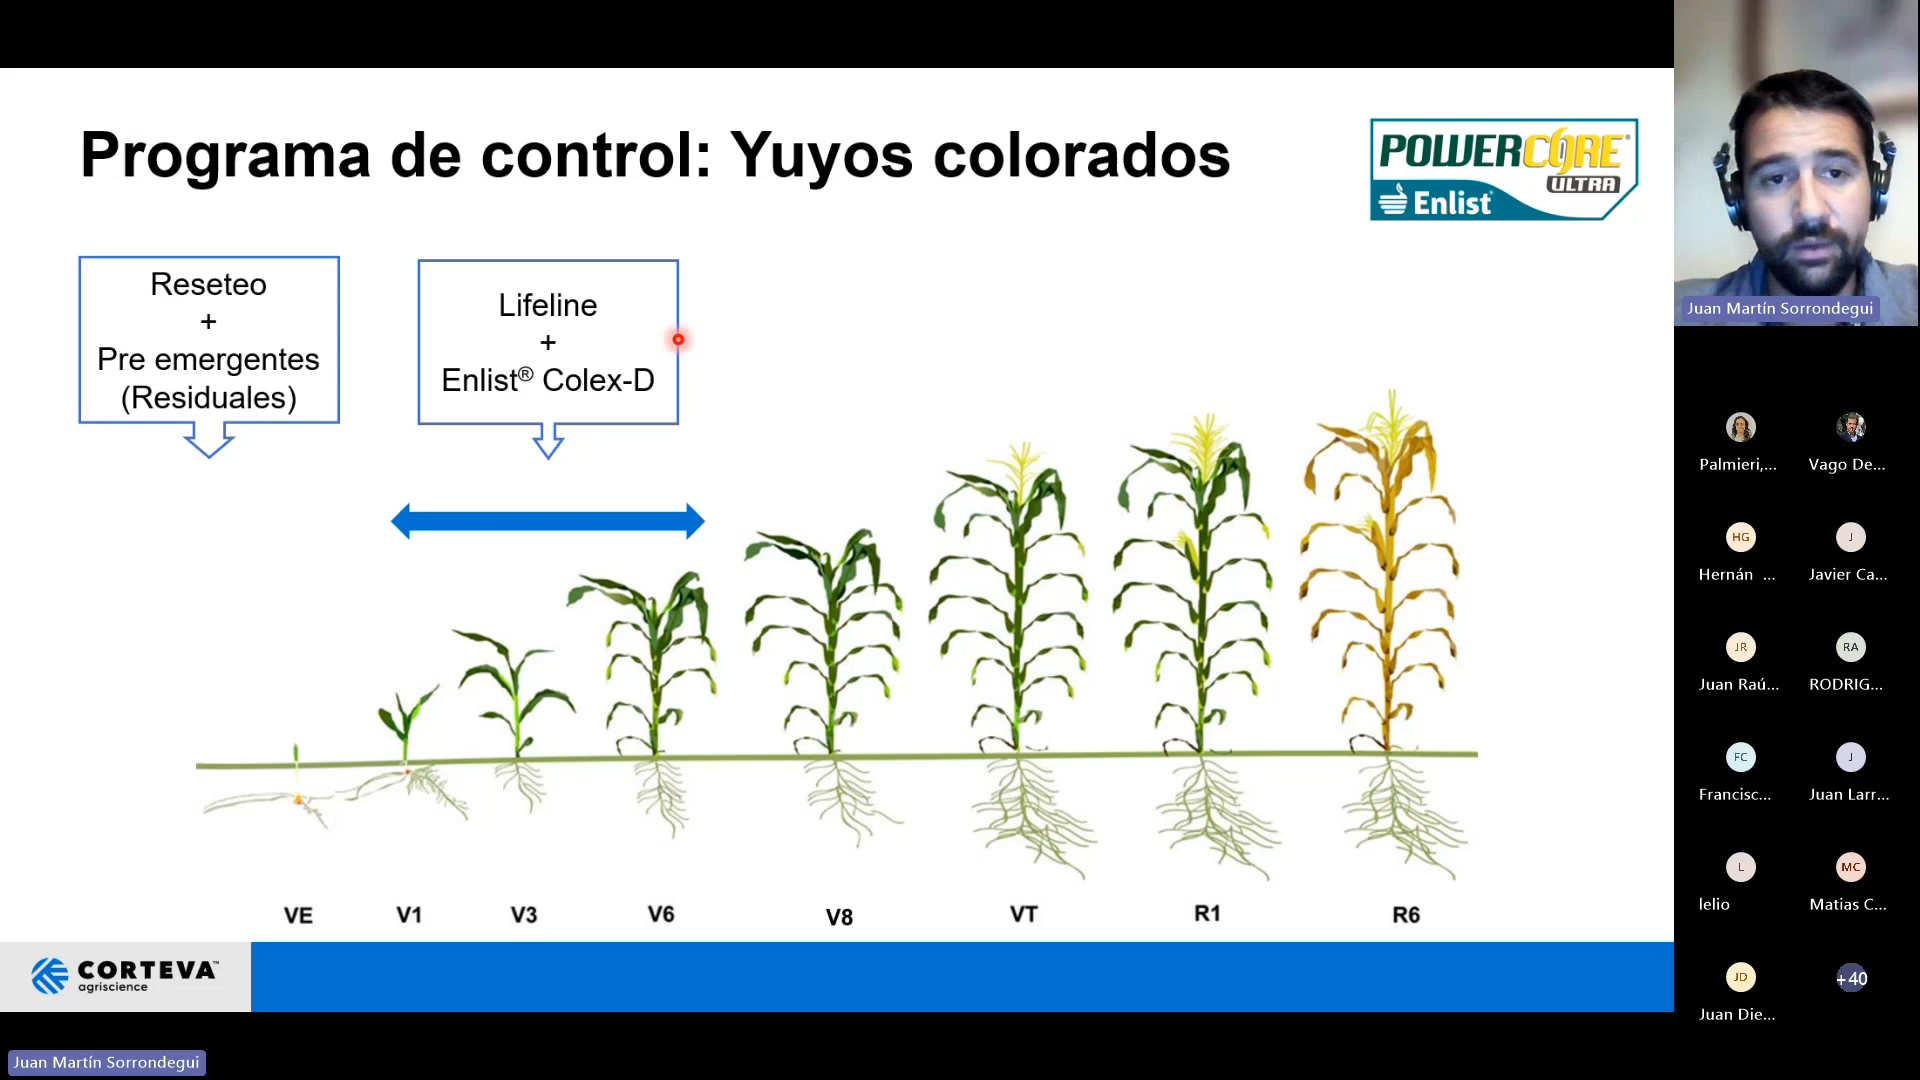 Programa de control: Yuyos colorados
POWERCORE®
ULTRA
Enlist®
Reseteo
+
Pre emergentes
(Residuales)
Lifeline
+
Enlist® Colex-D
VE V1 V3 V6 V8 VT R1 R6
CORTEVA™
agriscience
Juan Martín Sorrondegui
Juan Martín Sorrondegui
Palmieri,... Vago De...
HG J
Hernán ... Javier Ca...
JR RA
Juan Raú... RODRIG...
FC J
Francisc... Juan Larr...
L MC
lelio Matias C...
JD +40
Juan Die...